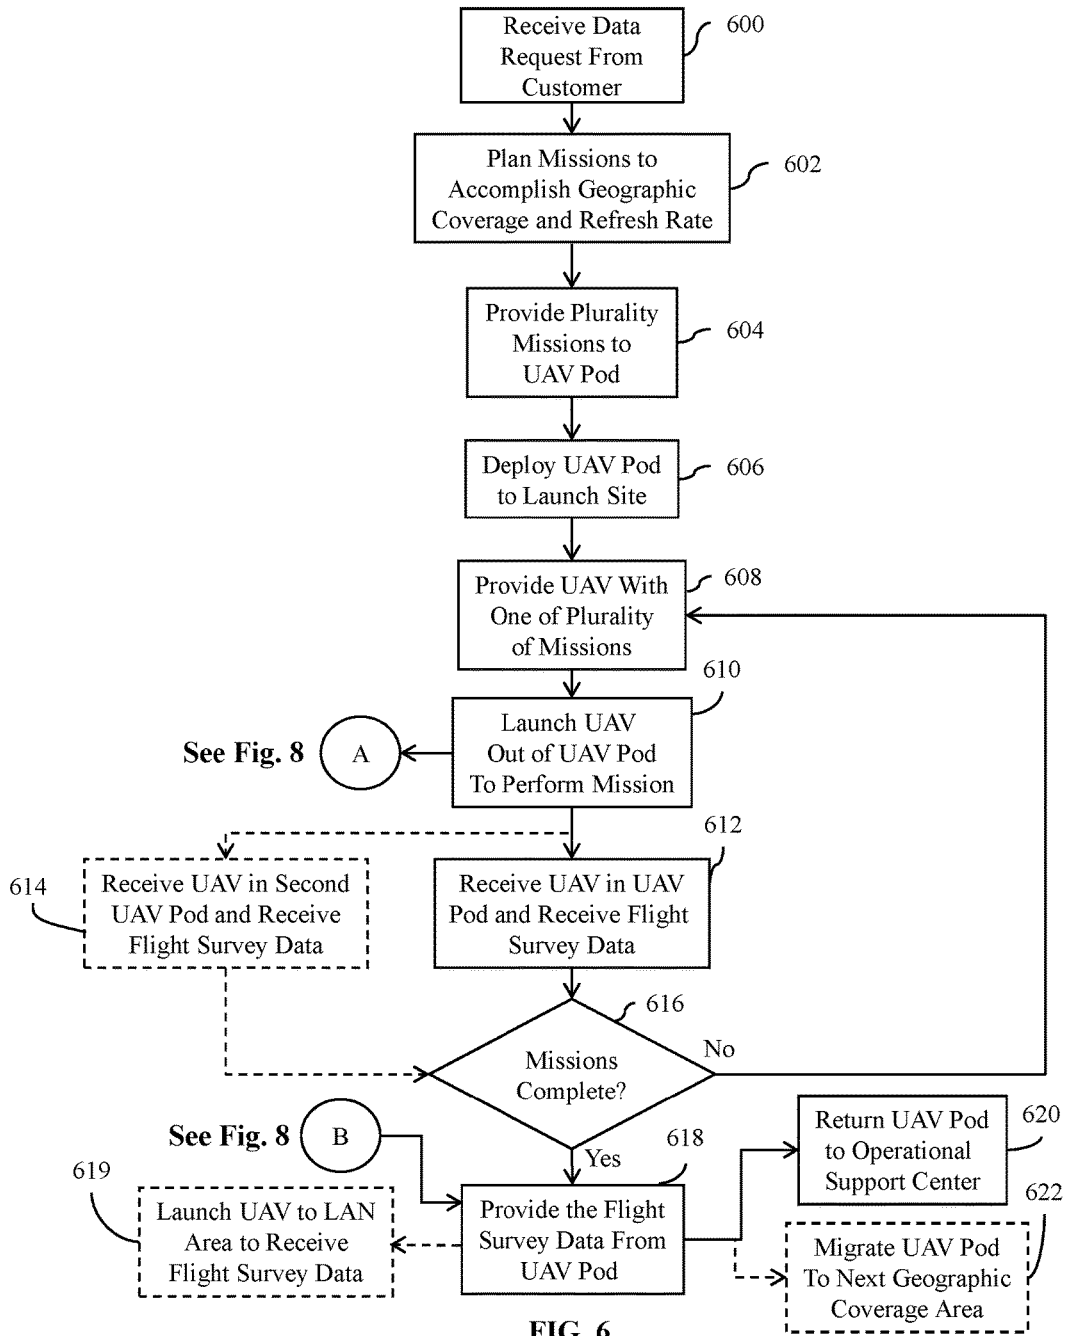 Receive Data
Request From
Customer
600
Plan Missions to
Accomplish Geographic
Coverage and Refresh Rate
602
Provide Plurality
Missions to
UAV Pod
604
Deploy UAV Pod
to Launch Site
606
Provide UAV With
One of Plurality
of Missions
608
Launch UAV
Out of UAV Pod
To Perform Mission
610
See Fig. 8
A
Receive UAV in Second
UAV Pod and Receive
Flight Survey Data
614
Receive UAV in UAV
Pod and Receive Flight
Survey Data
612
Missions
Complete?
616
No
Yes
See Fig. 8
B
Provide the Flight
Survey Data From
UAV Pod
618
Launch UAV to LAN
Area to Receive
Flight Survey Data
619
Return UAV Pod
to Operational
Support Center
620
Migrate UAV Pod
To Next Geographic
Coverage Area
622
FIG. 6